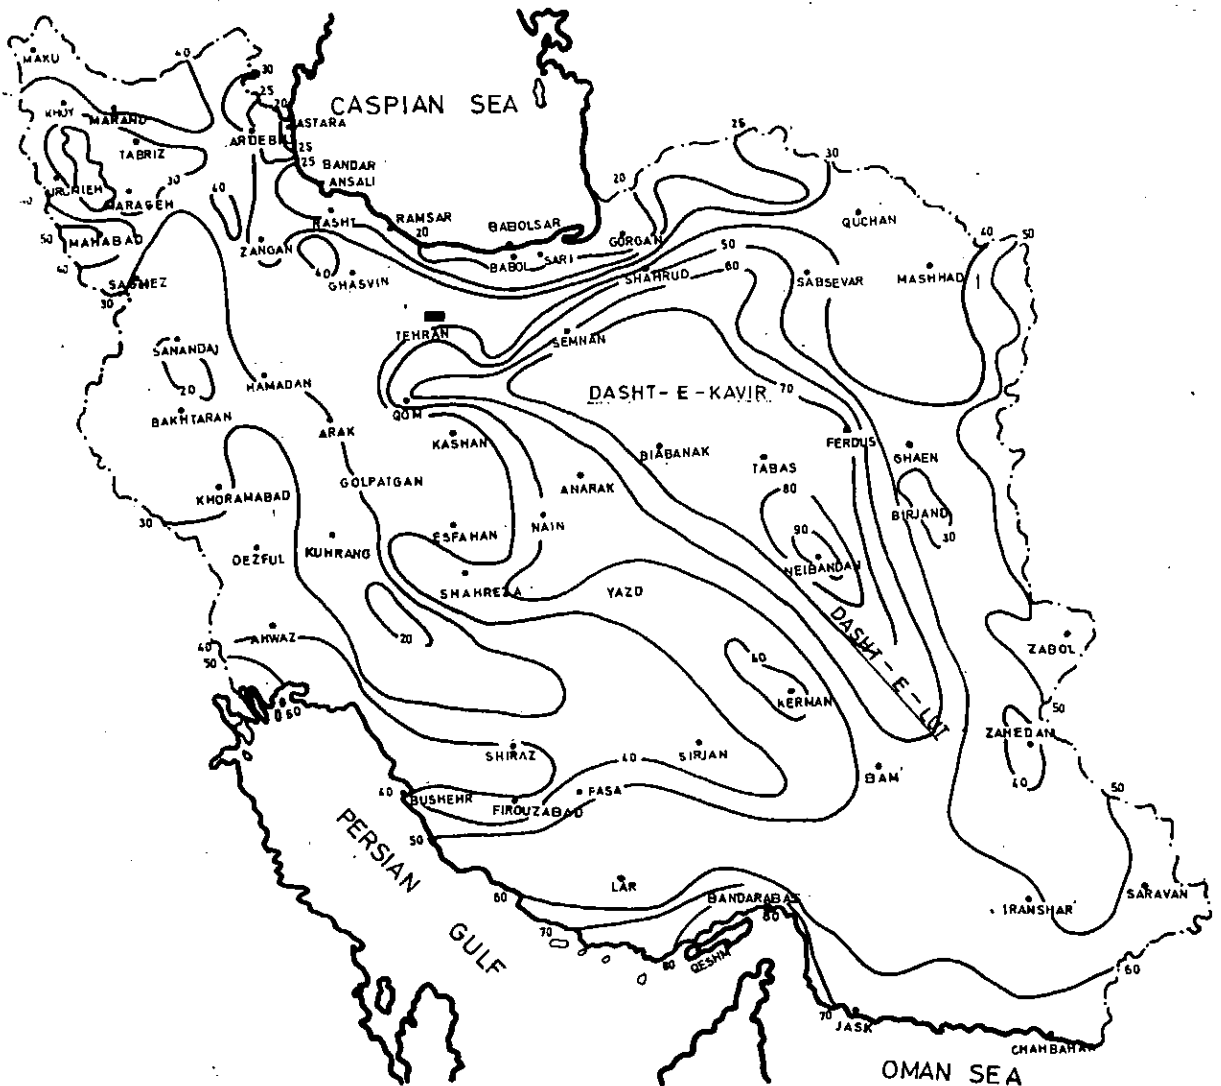 MAKU
40
30
25
20
CASPIAN SEA
KHOY
MARAND
ASTARA
ARDEBIL
25
TABRIZ
25
25
BANDAR
ANSALI
30
30
20
URUMIEH
MARAGEH
40
RASHT
RAMSAR
20
BABOLSAR
GORGAN
QUCHAN
50
MAHABAD
ZANGAN
40
BABOL
SARI
50
60
40
50
40
SAGHEZ
30
GHASVIN
SHAHRUD
SABSEVAR
MASHHAD
TEHRAN
SEMNAN
SANANDAJ
20
HAMADAN
DASHT-E-KAVIR
70
BAKHTARAN
QOM
ARAK
KASHAN
FERDUS
GHAEN
BIABANAK
TABAS
GOLPATGAN
ANARAK
80
KHORAMABAD
BIRJAND
30
NAIN
90
30
ESFAHAN
DEZFUL
KUHRANG
NEIBANDAN
SHAHREZA
YAZD
20
DASHT-E-LUT
AHWAZ
40
50
ZABOL
40
KERMAN
60
50
ZAHEDAN
SHIRAZ
40
SIRJAN
BAM
40
40
BUSHEHR
FIROUZABAD
FASA
50
50
PERSIAN GULF
60
LAR
BANDARABAS
80
IRANSHAR
SARAVAN
70
80
QESHM
60
70
JASK
CHAHBAHAR
OMAN SEA